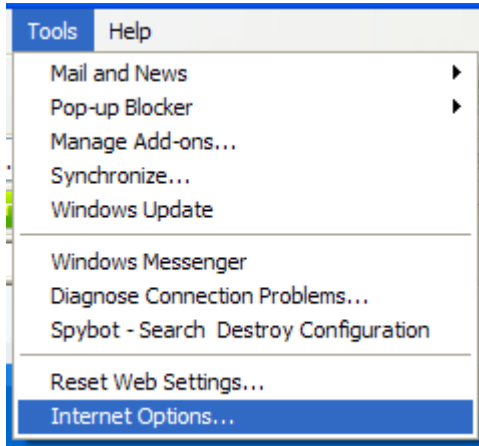 Tools Help
Mail and News
Pop-up Blocker
Manage Add-ons...
Synchronize...
Windows Update
Windows Messenger
Diagnose Connection Problems...
Spybot - Search  Destroy Configuration
Reset Web Settings...
Internet Options...